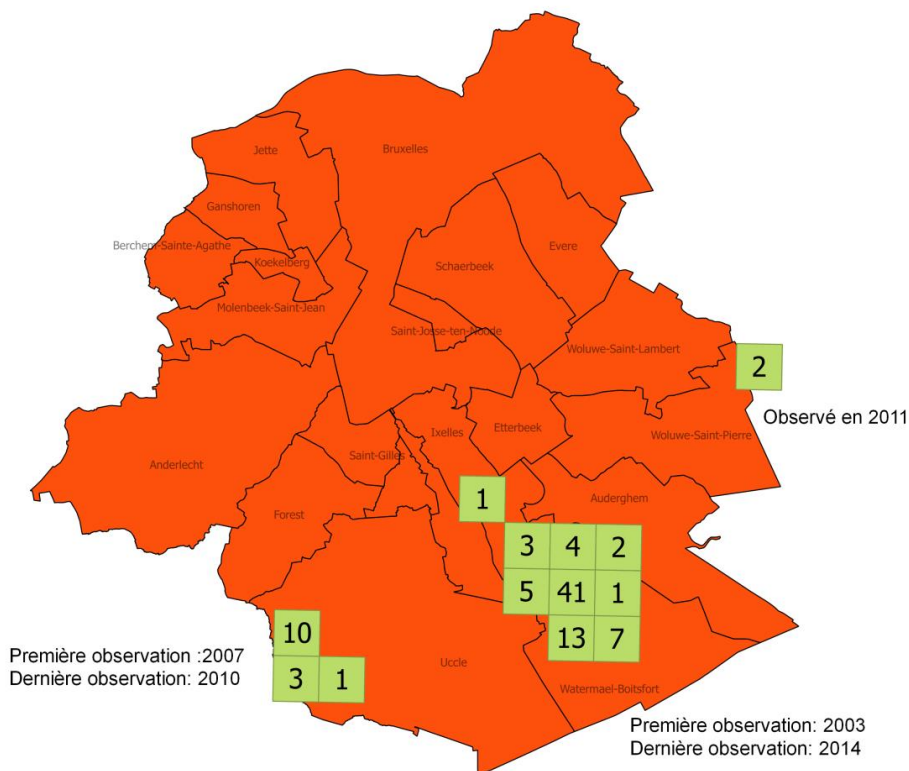 Jette
Bruxelles
Ganshoren
Evere
Berchem-Sainte-Agathe
Koekelberg
Schaerbeek
Molenbeek-Saint-Jean
Saint-Josse-ten-Noode
Woluwe-Saint-Lambert
2
Observé en 2011
Ixelles
Etterbeek
Woluwe-Saint-Pierre
Saint-Gilles
Anderlecht
1
Auderghem
Forest
3 4 2
5 41 1
10
13 7
Première observation :2007
Dernière observation: 2010
3 1
Uccle
Watermael-Boitsfort
Première observation: 2003
Dernière observation: 2014